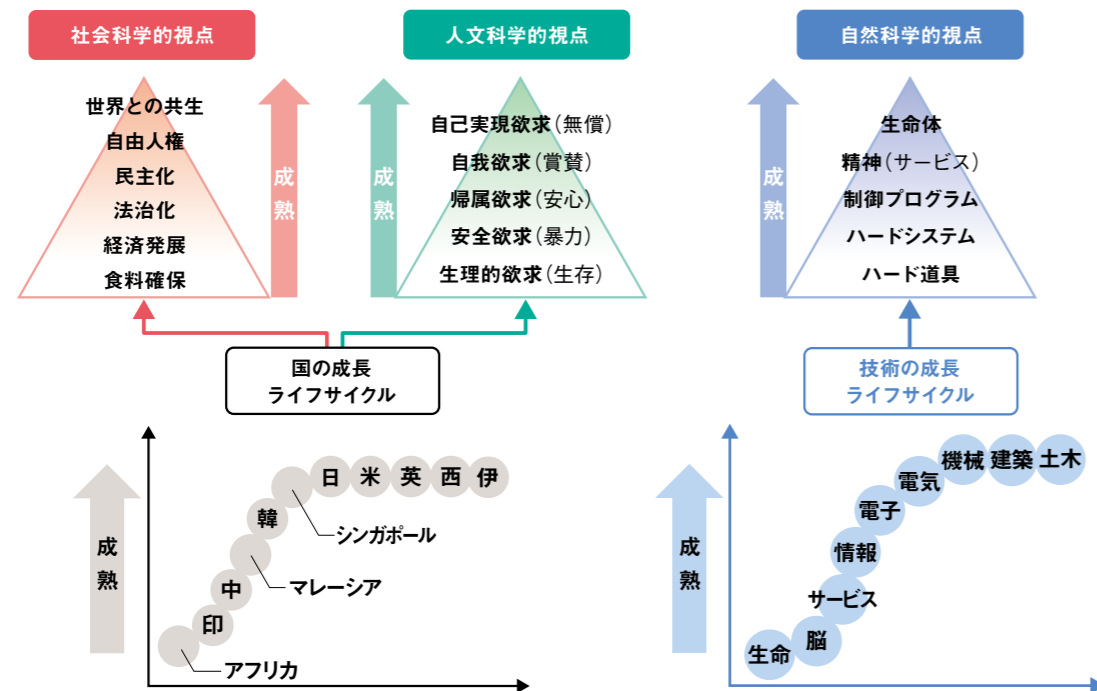 社会科学的視点
人文科学的視点
自然科学的視点
世界との共生
自由人権
民主化
法治化
経済発展
食料確保
成熟
成熟
自己実現欲求(無償)
自我欲求(賞賛)
帰属欲求(安心)
安全欲求(暴力)
生理的欲求(生存)
成熟
生命体
精神(サービス)
制御プログラム
ハードシステム
ハード道具
国の成長
ライフサイクル
技術の成長
ライフサイクル
成熟
日 米 英 西 伊
韓
シンガポール
マレーシア
中
印
アフリカ
成熟
機械 建築 土木
電気
電子
情報
サービス
脳
生命